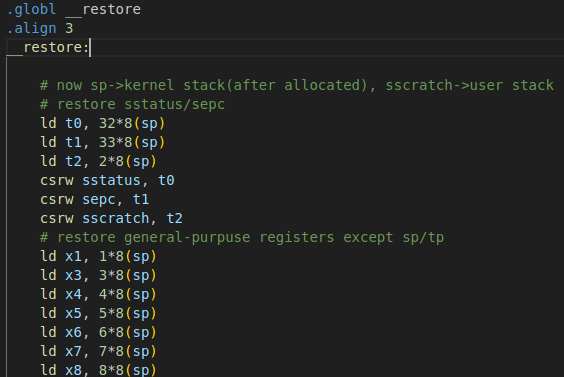 .globl __restore
.align 3
__restore:
# now sp->kernel stack(after allocated), sscratch->user stack
# restore sstatus/sepc
ld t0, 32*8(sp)
ld t1, 33*8(sp)
ld t2, 2*8(sp)
csrw sstatus, t0
csrw sepc, t1
csrw sscratch, t2
# restore general-purpuse registers except sp/tp
ld x1, 1*8(sp)
ld x3, 3*8(sp)
ld x4, 4*8(sp)
ld x5, 5*8(sp)
ld x6, 6*8(sp)
ld x7, 7*8(sp)
ld x8, 8*8(sp)